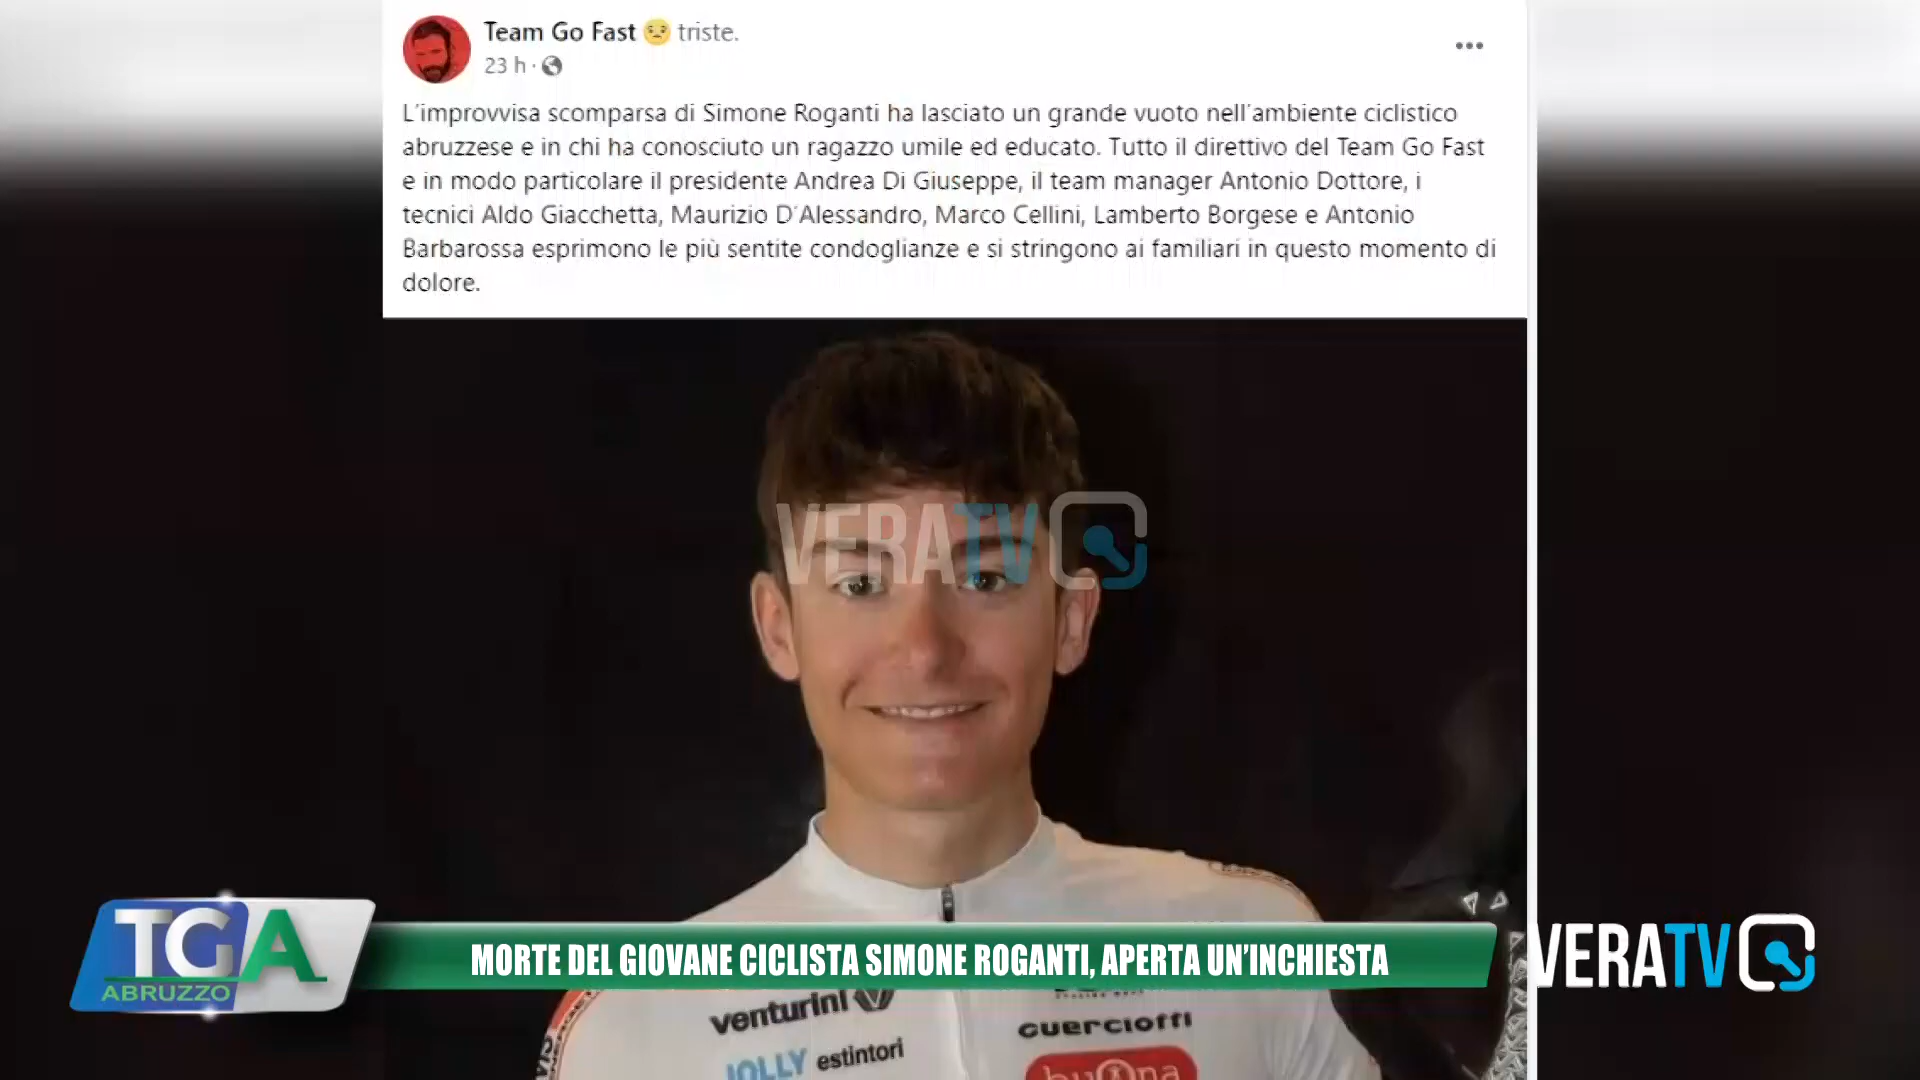 Team Go Fast 😟 triste.
23 h ·
L'improvvisa scomparsa di Simone Roganti ha lasciato un grande vuoto nell'ambiente ciclistico
abruzzese e in chi ha conosciuto un ragazzo umile ed educato. Tutto il direttivo del Team Go Fast
e in modo particolare il presidente Andrea Di Giuseppe, il team manager Antonio Dottore, i
tecnici Aldo Giacchetta, Maurizio D'Alessandro, Marco Cellini, Lamberto Borgese e Antonio
Barbarossa esprimono le più sentite condoglianze e si stringono ai familiari in questo momento di
dolore.
VERATV
TGA
ABRUZZO
MORTE DEL GIOVANE CICLISTA SIMONE ROGANTI, APERTA UN'INCHIESTA
VERATV
venturini
GUERCIOTTI
JOLLY estintori
buona